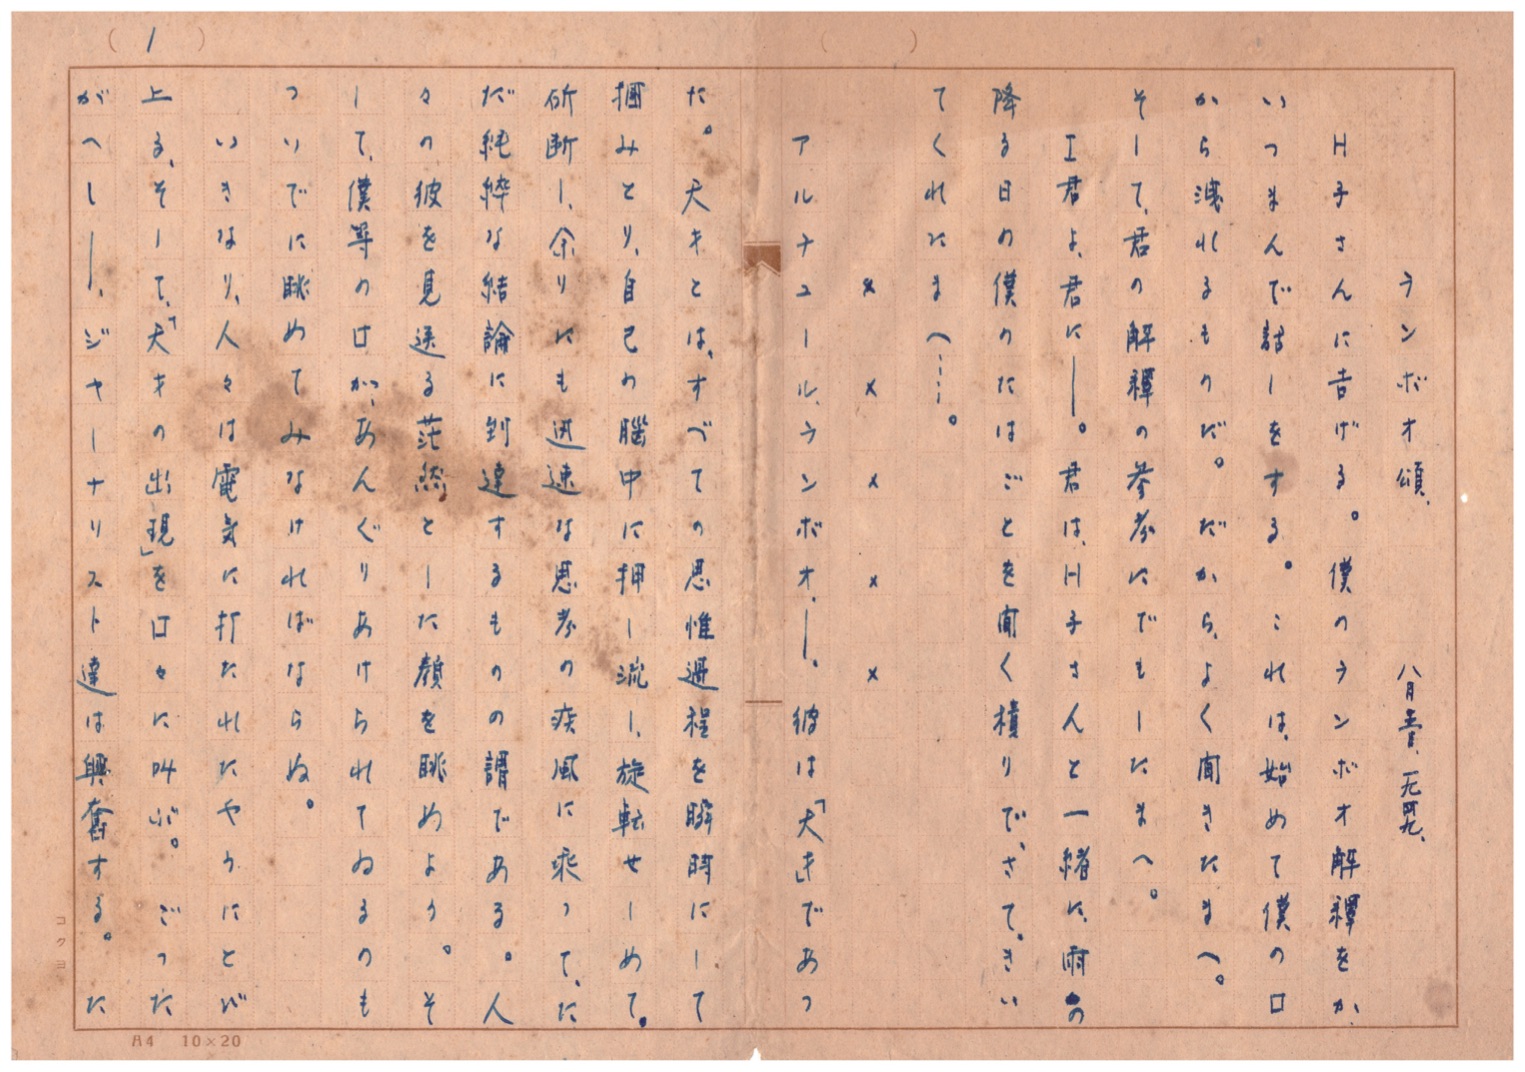 ( 1 )
( )
ランボオ頌、 八月壹日、元晃、
H子さんに告げる。僕のランボオ解釋をか、
いつまんで話しをする。これは、始めて僕の口
から洩れるものだ。だから、よく聞きたまへ。
そして、君の解釋の参考にでもしたまへ。
I君よ、君に――。君は、H子さんと一緒に、雨の
降る日の僕のたはごとを聞く積りで、さて、きい
てくれたまへ……。
× × × × ×
アルチュール、ランボオ、――。彼は「天才」であつ
た。天才とは、すべての思惟過程を瞬時にして
掴みとり、自己の腦中に押し流し、旋転せしめて。
斫断し、余りにも迅速な思考の疾風に乘って、た
だ純粋な結論に到達するものの謂である。人
々の彼を見送る茫然とした顔を眺めよう。そ
して、僕等の口が、あんぐりあけられてゐるのも
ついでに眺めてみなければならぬ。
いきなり、人々は電気に打たれたやうにとび
上る、そして、「天才の出現」を口々に叫ぶ。ごった
がへし――、ジャーナリスト達は興奮する。た
コクヨ
A4 10×20